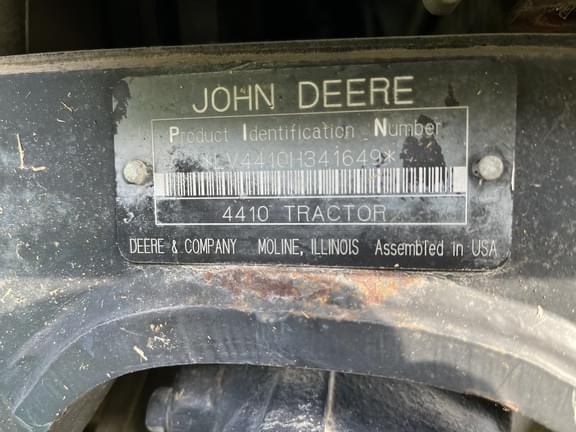 JOHN DEERE
Product Identification Number
LV4410H341649*
4410 TRACTOR
DEERE & COMPANY MOLINE, ILLINOIS Assembled in USA